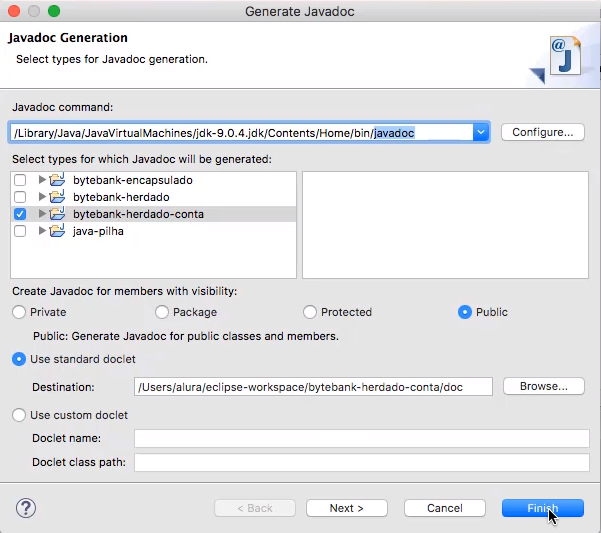 Generate Javadoc
Javadoc Generation
Select types for Javadoc generation.
@
J
Javadoc command:
/Library/Java/JavaVirtualMachines/jdk-9.0.4.jdk/Contents/Home/bin/javadoc
Configure...
Select types for which Javadoc will be generated:
bytebank-encapsulado
bytebank-herdado
bytebank-herdado-conta
java-pilha
Create Javadoc for members with visibility:
Private Package Protected Public
Public: Generate Javadoc for public classes and members.
Use standard doclet
Destination: /Users/alura/eclipse-workspace/bytebank-herdado-conta/doc Browse...
Use custom doclet
Doclet name:
Doclet class path:
? < Back Next > Cancel Finish